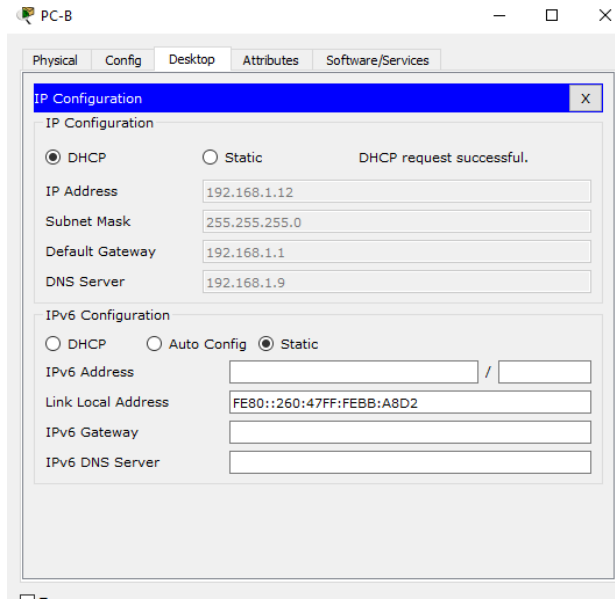 PC-B
Physical Config Desktop Attributes Software/Services
IP Configuration X
IP Configuration
DHCP Static DHCP request successful.
IP Address 192.168.1.12
Subnet Mask 255.255.255.0
Default Gateway 192.168.1.1
DNS Server 192.168.1.9
IPv6 Configuration
DHCP Auto Config Static
IPv6 Address /
Link Local Address FE80::260:47FF:FEBB:A8D2
IPv6 Gateway
IPv6 DNS Server